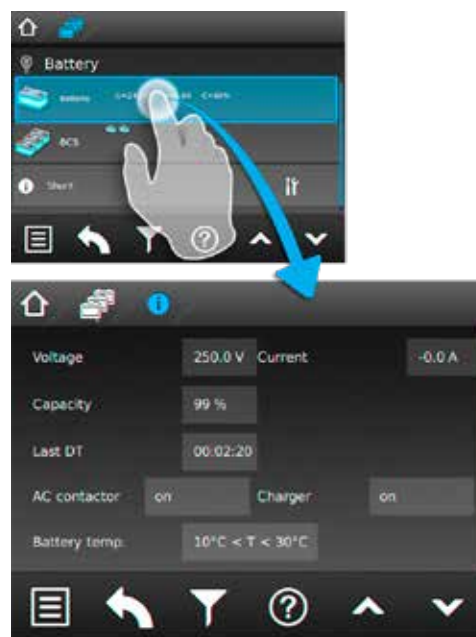 Battery
Battery
BCS
Short
Voltage 250.0 V Current -0.0 A
Capacity 99 %
Last DT 00:02:20
AC contactor on Charger on
Battery temp. 10°C < T < 30°C